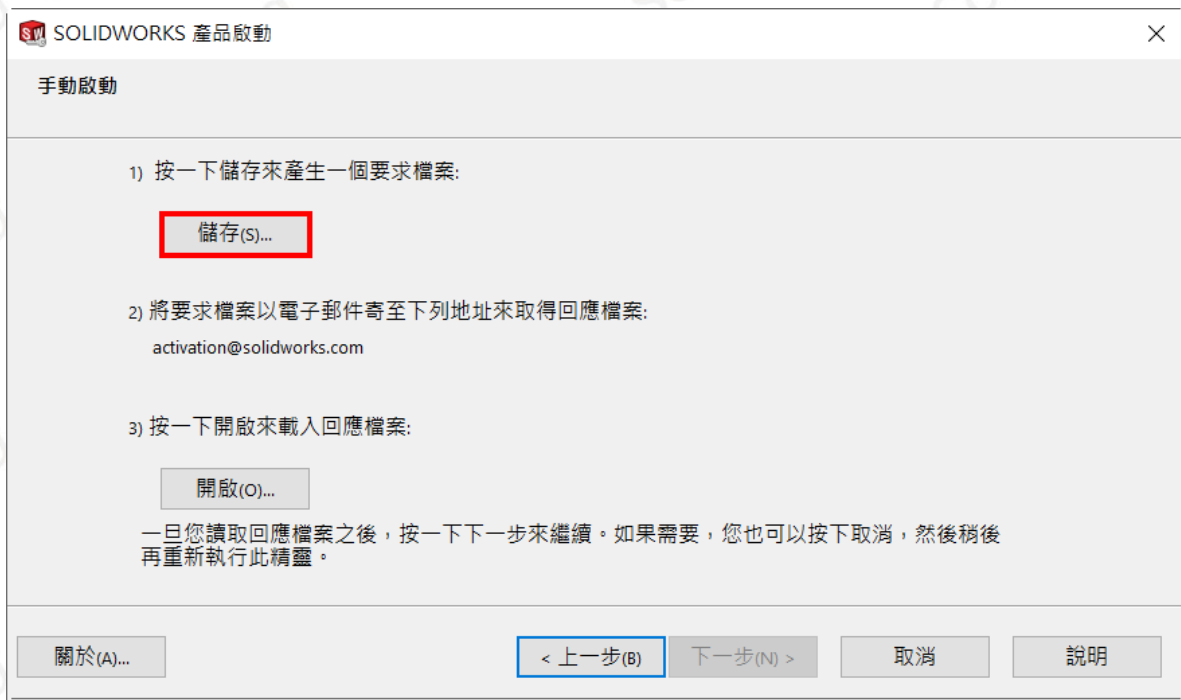 SOLIDWORKS 產品啟動
手動啟動
1) 按一下儲存來產生一個要求檔案:
儲存(S)...
2) 將要求檔案以電子郵件寄至下列地址來取得回應檔案:
activation@solidworks.com
3) 按一下開啟來載入回應檔案:
開啟(O)...
一旦您讀取回應檔案之後，按一下下一步來繼續。如果需要，您也可以按下取消，然後稍後
再重新執行此精靈。
關於(A)...
< 上一步(B)
下一步(N) >
取消
說明